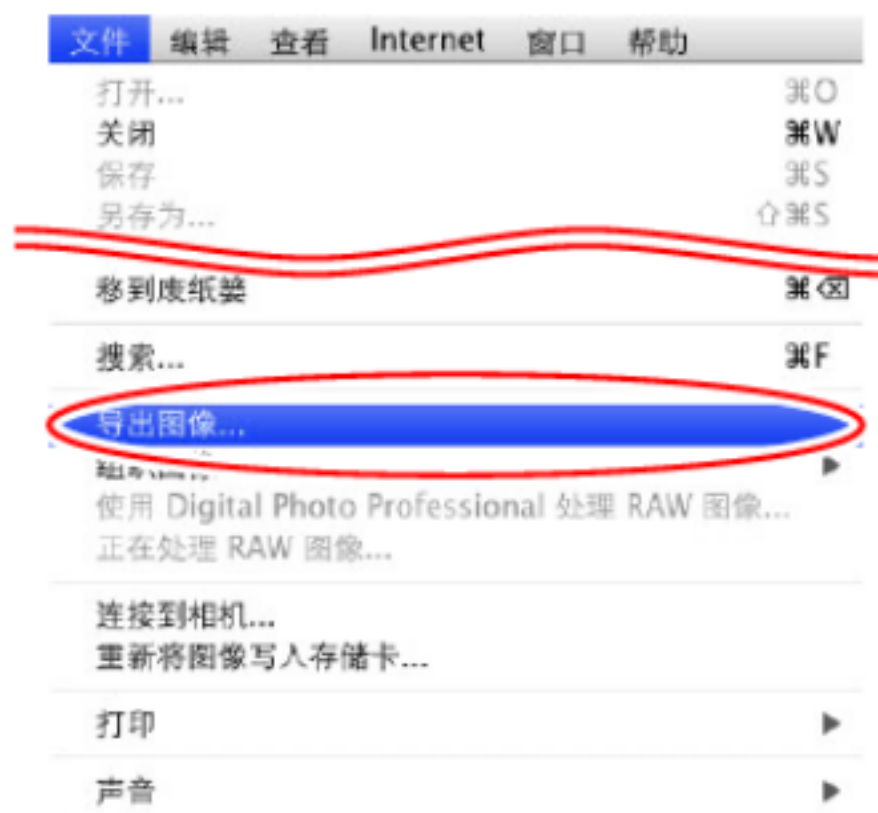 文件 编辑 查看 Internet 窗口 帮助
打开... ⌘O
关闭 ⌘W
保存 ⌘S
另存为... ⇧⌘S
移到废纸篓 ⌘⌫
搜索... ⌘F
导出图像...
使用 Digital Photo Professional 处理 RAW 图像...
正在处理 RAW 图像...
连接到相机...
重新将图像写入存储卡...
打印 ▶
声音 ▶